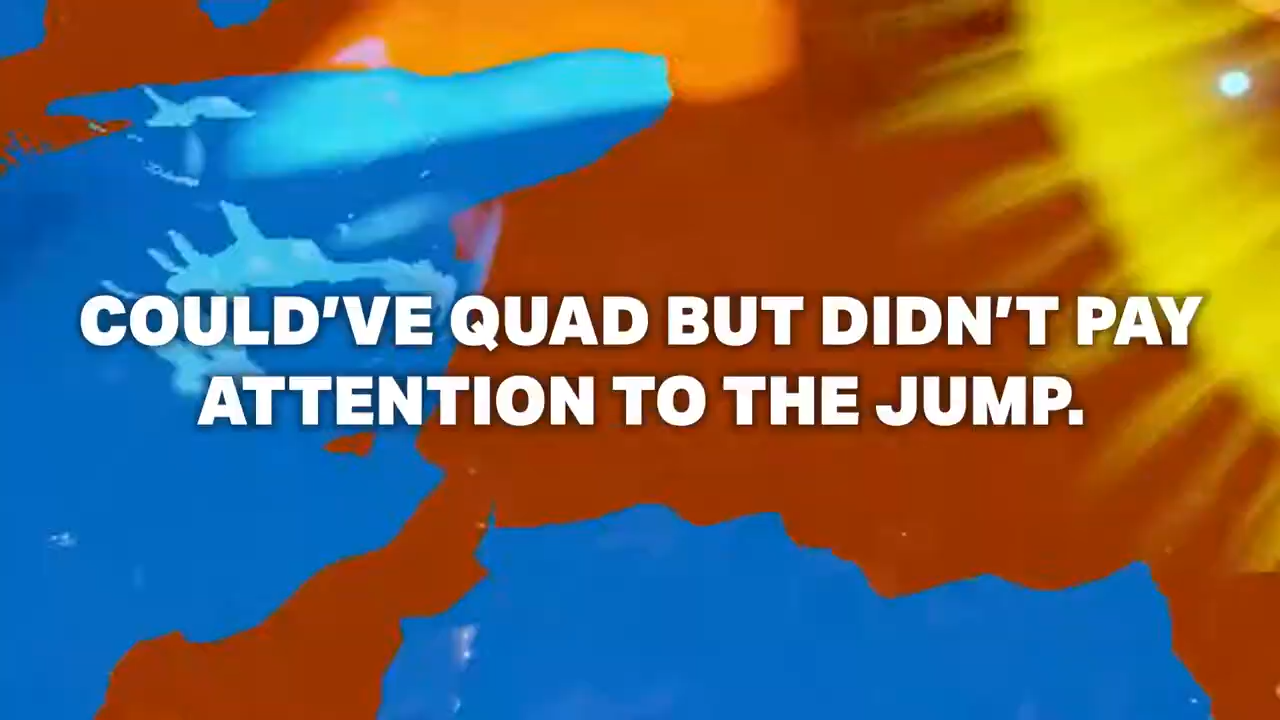 COULD’VE QUAD BUT DIDN’T PAY
ATTENTION TO THE JUMP.